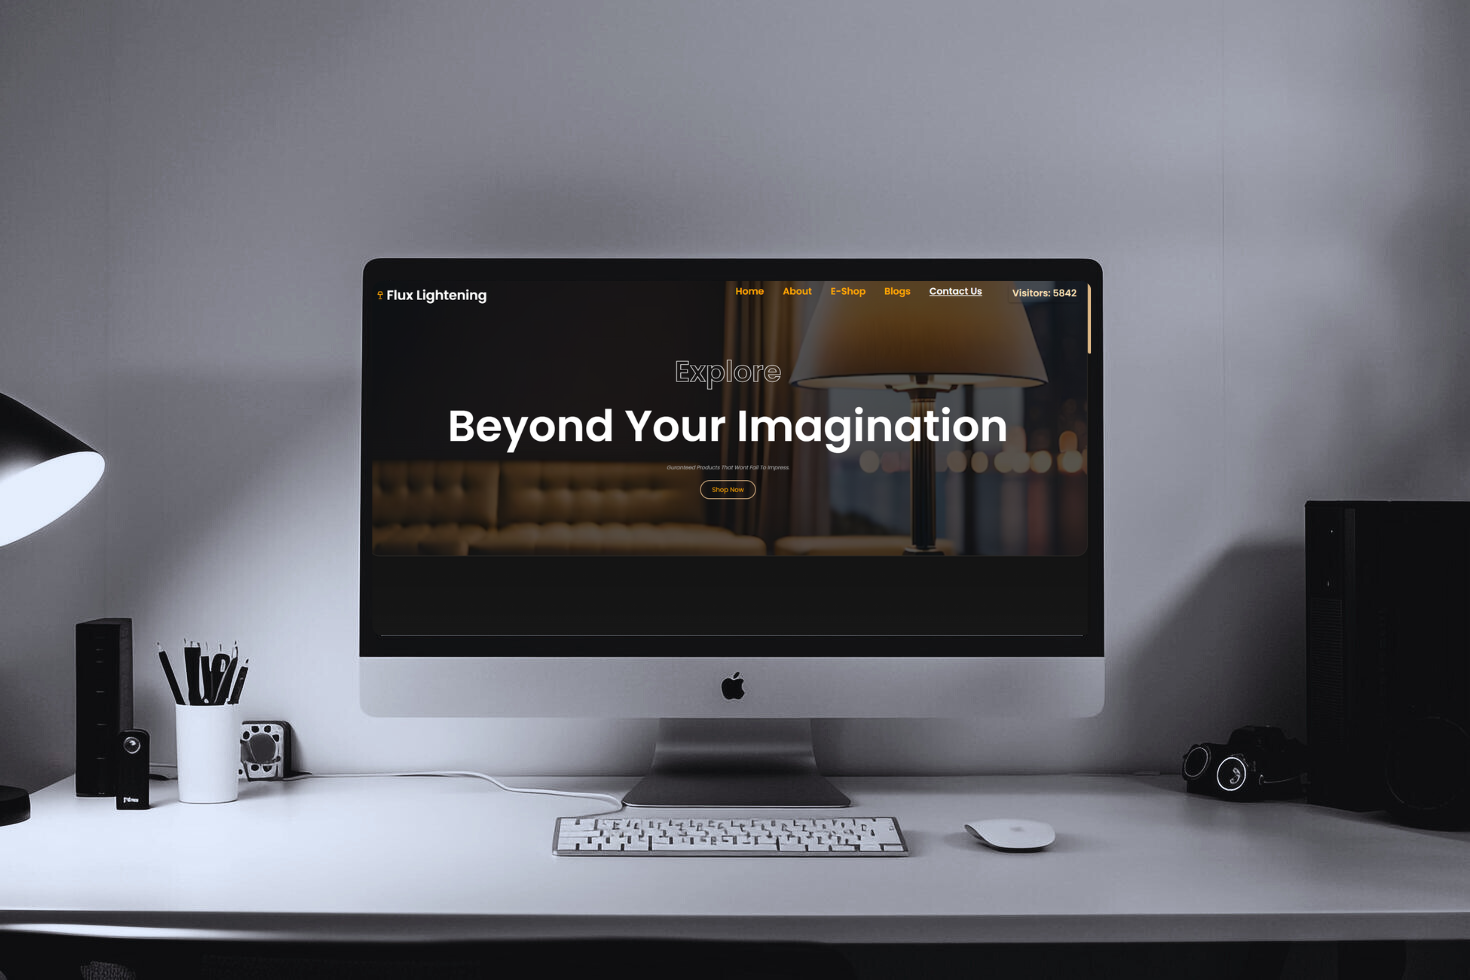 Flux Lightening
Home About E-Shop Blogs Contact Us Visitors: 5842
Explore
Beyond Your Imagination
Guranteed Products That Wont Fail To Impress
Shop Now